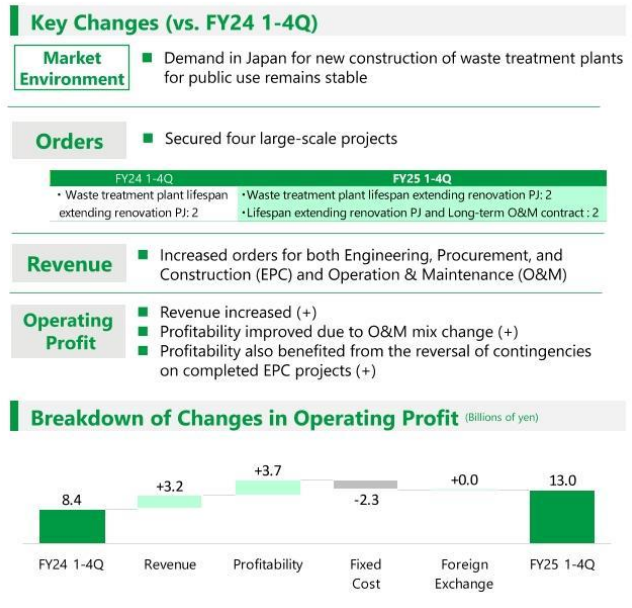 Key Changes (vs. FY24 1-4Q)
Market
Environment
■ Demand in Japan for new construction of waste treatment plants
for public use remains stable
Orders
■ Secured four large-scale projects
FY24 1-4Q
FY25 1-4Q
・Waste treatment plant lifespan
extending renovation PJ: 2
・Waste treatment plant lifespan extending renovation PJ: 2
・Lifespan extending renovation PJ and Long-term O&M contract : 2
Revenue
■ Increased orders for both Engineering, Procurement, and
Construction (EPC) and Operation & Maintenance (O&M)
Operating
Profit
■ Revenue increased (+)
■ Profitability improved due to O&M mix change (+)
■ Profitability also benefited from the reversal of contingencies
on completed EPC projects (+)
Breakdown of Changes in Operating Profit (Billions of yen)
8.4
+3.2
+3.7
-2.3
+0.0
13.0
FY24 1-4Q
Revenue
Profitability
Fixed
Cost
Foreign
Exchange
FY25 1-4Q